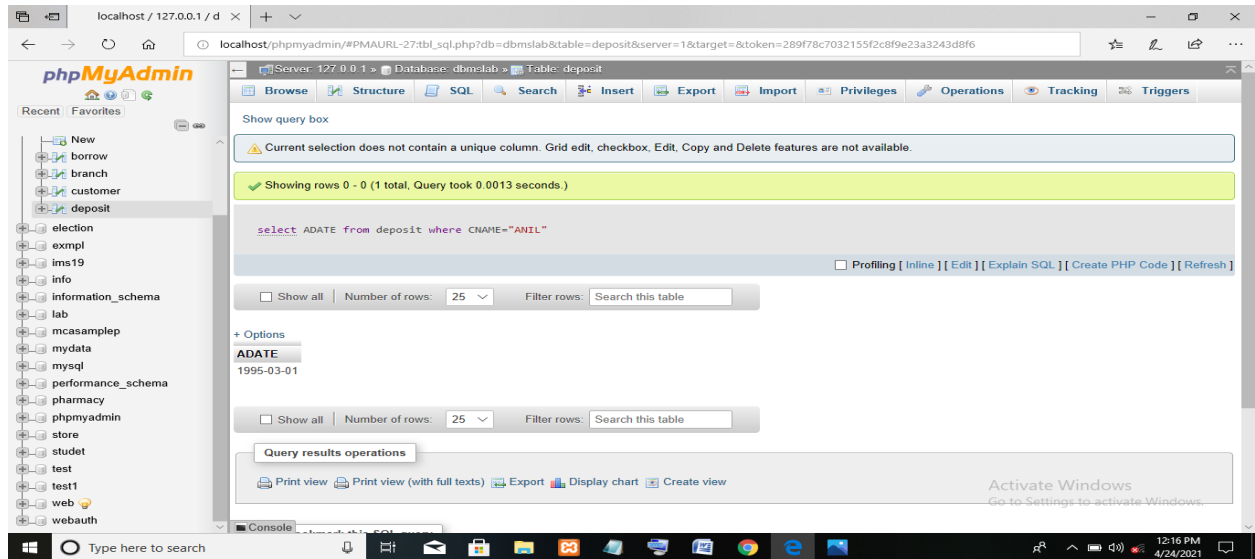 localhost / 127.0.0.1 / d
localhost/phpmyadmin/#PMAURL-27:tbl_sql.php?db=dbmslab&table=deposit&server=1&target=&token=289f78c7032155f2c8f9e23a3243d8f6
phpMyAdmin
Recent Favorites
New
borrow
branch
customer
deposit
election
exmpl
ims19
info
information_schema
lab
mcasamplep
mydata
mysql
performance_schema
pharmacy
phpmyadmin
store
studet
test
test1
web
webauth
Server: 127.0.0.1 » Database: dbmslab » Table: deposit
Browse Structure SQL Search Insert Export Import Privileges Operations Tracking Triggers
Show query box
Current selection does not contain a unique column. Grid edit, checkbox, Edit, Copy and Delete features are not available.
Showing rows 0 - 0 (1 total, Query took 0.0013 seconds.)
select ADATE from deposit where CNAME="ANIL"
Profiling [ Inline ] [ Edit ] [ Explain SQL ] [ Create PHP Code ] [ Refresh ]
Show all | Number of rows: 25 Filter rows: Search this table
+ Options
ADATE
1995-03-01
Show all | Number of rows: 25 Filter rows: Search this table
Query results operations
Print view Print view (with full texts) Export Display chart Create view
Activate Windows
Go to Settings to activate Windows.
Console
Type here to search
12:16 PM
4/24/2021